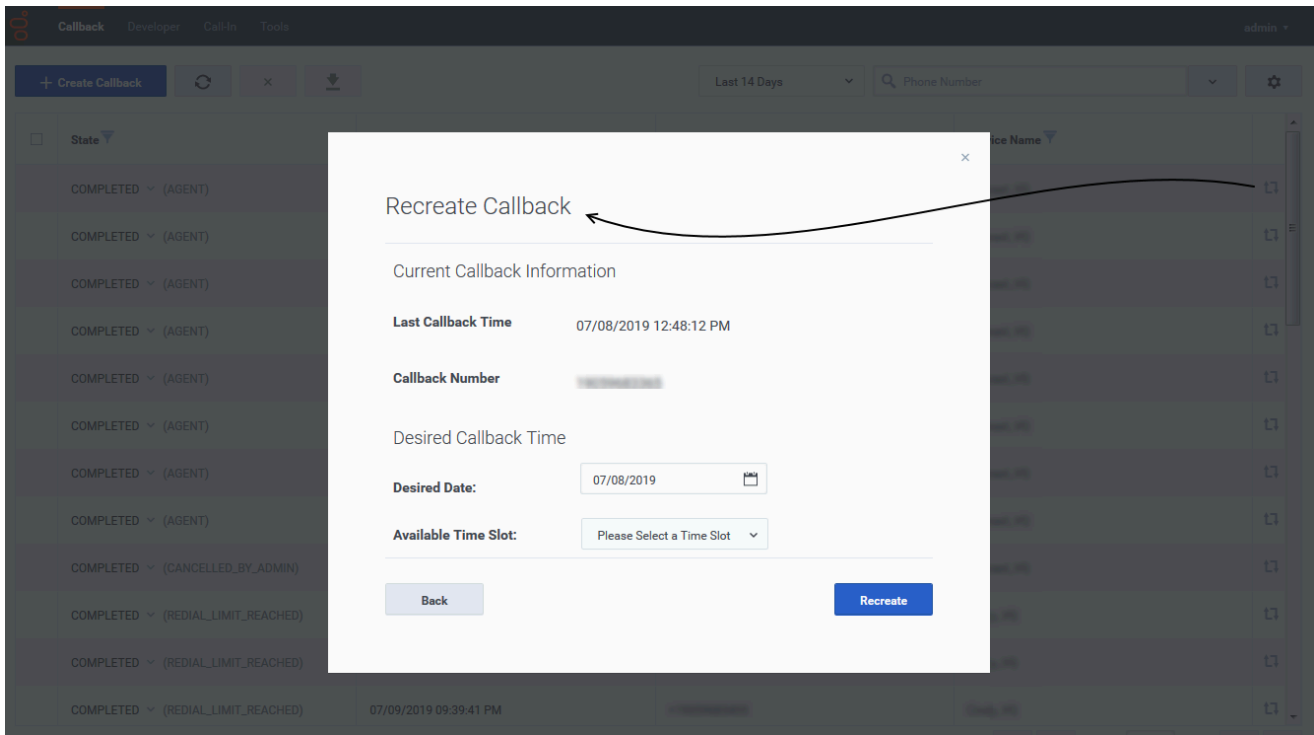 Callback Developer Call-In Tools admin
Create Callback Last 14 Days Phone Number
State ice Name
Recreate Callback
Current Callback Information
Last Callback Time 07/08/2019 12:48:12 PM
Callback Number
Desired Callback Time
Desired Date: 07/08/2019
Available Time Slot: Please Select a Time Slot
Back Recreate
COMPLETED (AGENT)
COMPLETED (AGENT)
COMPLETED (AGENT)
COMPLETED (AGENT)
COMPLETED (AGENT)
COMPLETED (AGENT)
COMPLETED (AGENT)
COMPLETED (AGENT)
COMPLETED (CANCELLED_BY_ADMIN)
COMPLETED (REDIAL_LIMIT_REACHED)
COMPLETED (REDIAL_LIMIT_REACHED)
COMPLETED (REDIAL_LIMIT_REACHED) 07/09/2019 09:39:41 PM